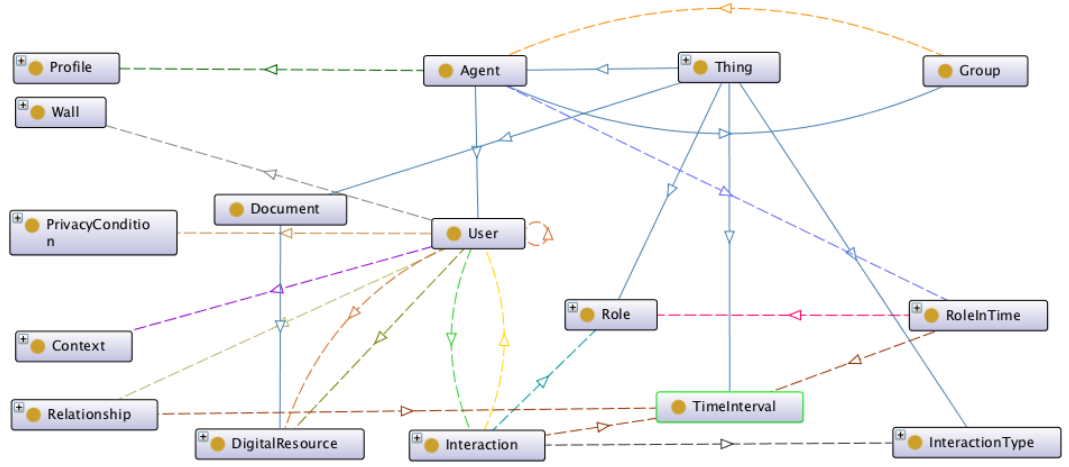 Profile
Agent
Thing
Group
Wall
Document
PrivacyConditio
n
User
Role
RoleInTime
Context
Relationship
TimeInterval
DigitalResource
Interaction
InteractionType